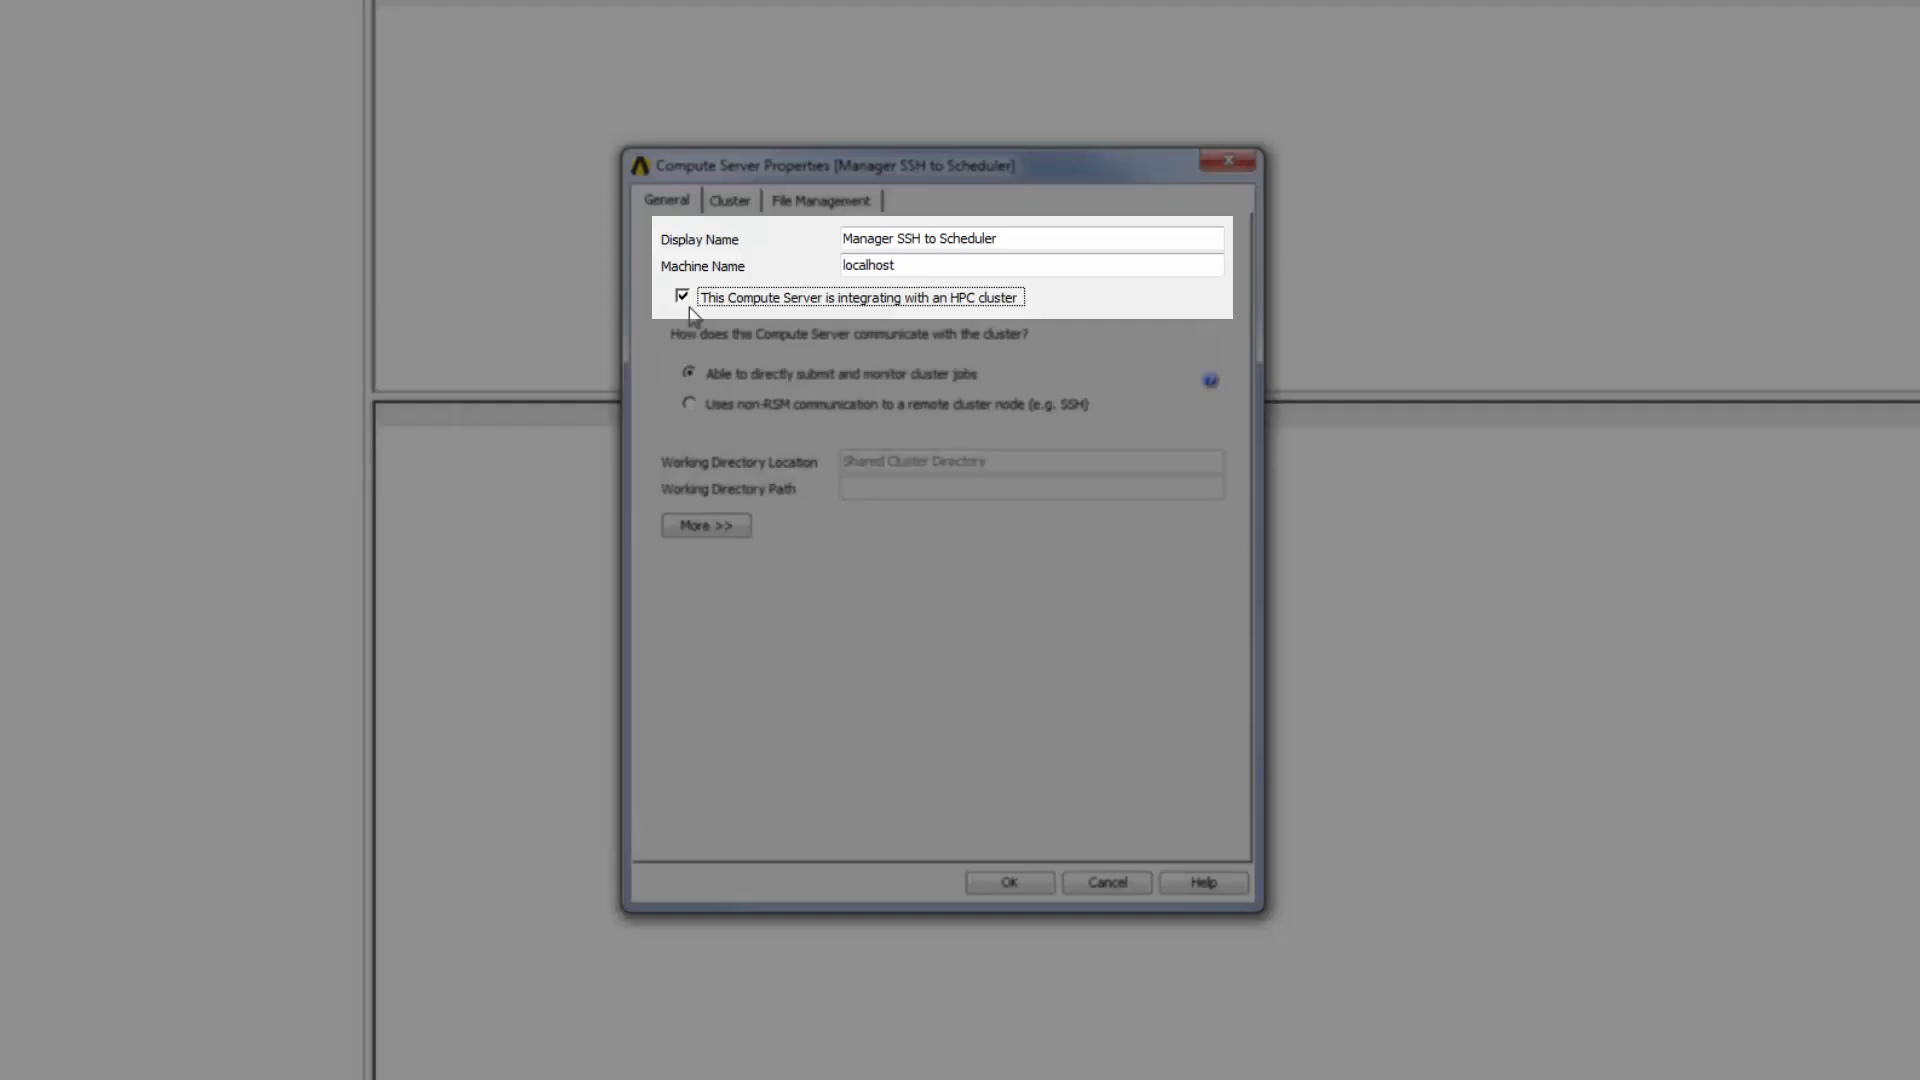 Compute Server Properties [Manager SSH to Scheduler]
General Cluster File Management
Display Name Manager SSH to Scheduler
Machine Name localhost
This Compute Server is integrating with an HPC cluster
How does this Compute Server communicate with the cluster?
Able to directly submit and monitor cluster jobs
Uses non-RSM communication to a remote cluster node (e.g. SSH)
Working Directory Location Shared Cluster Directory
Working Directory Path
More >>
OK Cancel Help